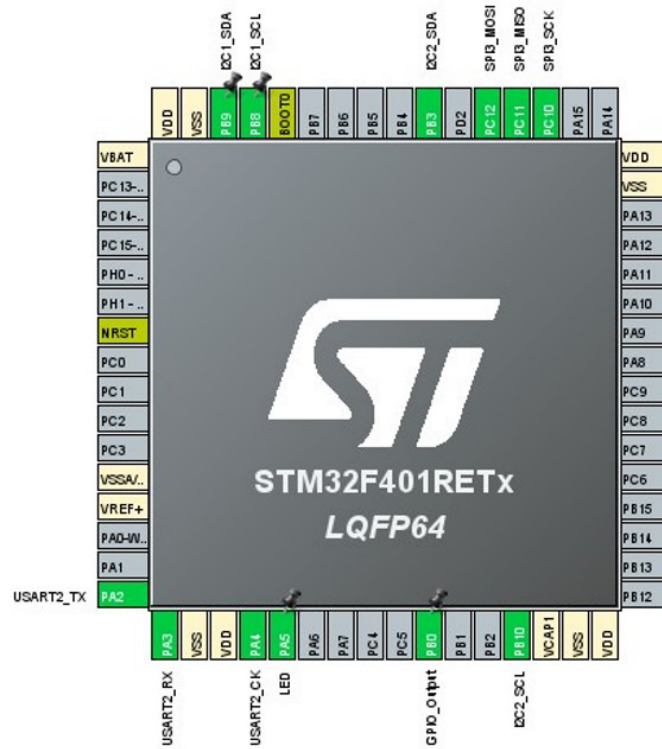 I2C1_SDA
I2C1_SCL
I2C2_SDA
SPI3_MOSI
SPI3_MISO
SPI3_SCK
VDD
VSS
PB9
PB8
BOOT0
PB7
PB6
PB5
PB4
PB3
PD2
PC12
PC11
PC10
PA15
PA14
VBAT
PC13-..
PC14-..
PC15-..
PH0 - ..
PH1 - ..
NRST
PC0
PC1
PC2
PC3
VSSA/..
VREF+
PA0-W..
PA1
USART2_TX PA2
VDD
VSS
PA13
PA12
PA11
PA10
PA9
PA8
PC9
PC8
PC7
PC6
PB15
PB14
PB13
PB12
ST
STM32F401RETx
LQFP64
PA3
VSS
VDD
PA4
PA5
PA6
PA7
PC4
PC5
PB0
PB1
PB2
PB10
VCAP1
VSS
VDD
USART2_RX
USART2_CK
LED
GPIO_Output
I2C2_SCL